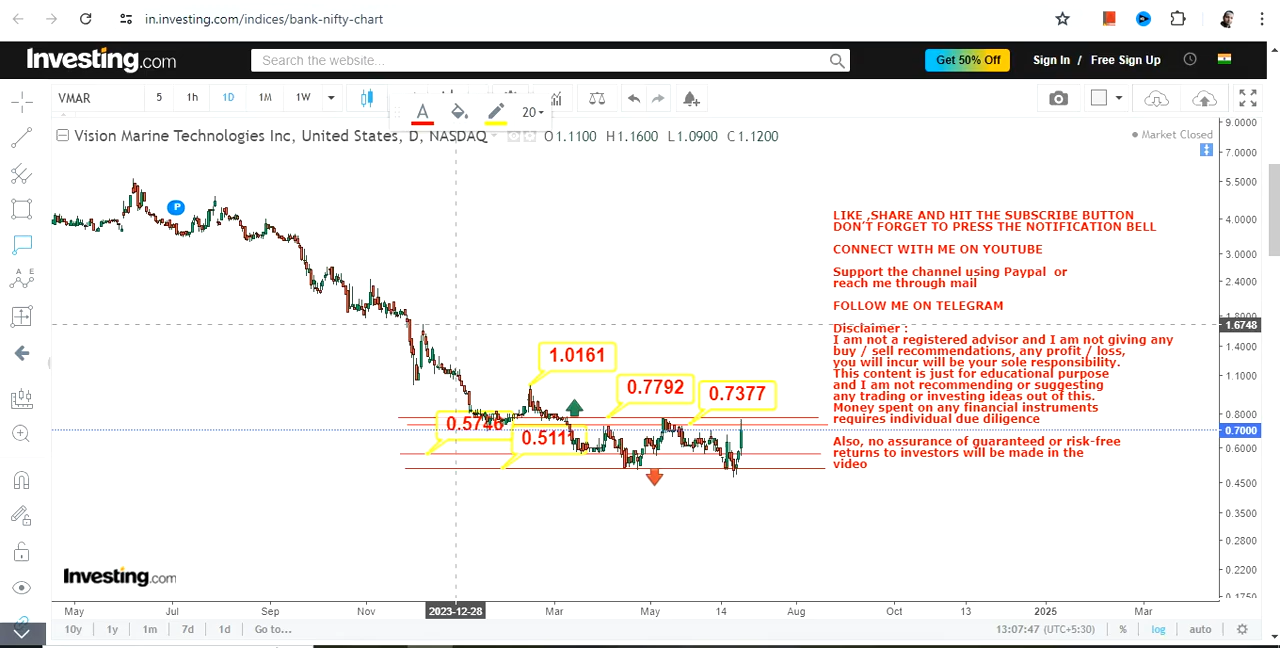 in.investing.com/indices/bank-nifty-chart
Investing.com
Search the website...
Get 50% Off
Sign In / Free Sign Up
VMAR 5 1h 1D 1M 1W
A 20
Vision Marine Technologies Inc, United States, D, NASDAQ O1.1100 H1.1600 L1.0900 C1.1200
Market Closed
P
LIKE ,SHARE AND HIT THE SUBSCRIBE BUTTON
DON'T FORGET TO PRESS THE NOTIFICATION BELL
CONNECT WITH ME ON YOUTUBE
Support the channel using Paypal or
reach me through mail
FOLLOW ME ON TELEGRAM
Disclaimer :
I am not a registered advisor and I am not giving any
buy / sell recommendations, any profit / loss,
you will incur will be your sole responsibility.
This content is just for educational purpose
and I am not recommending or suggesting
any trading or investing ideas out of this.
Money spent on any financial instruments
requires individual due diligence
Also, no assurance of guaranteed or risk-free
returns to investors will be made in the
video
1.0161
0.7792
0.7377
0.5746
0.5111
9.0000
7.0000
5.5000
4.0000
3.0000
2.4000
1.8000
1.6748
1.4000
1.1000
0.8000
0.7000
0.6000
0.4500
0.3500
0.2800
0.2200
0.1750
A E
Investing.com
May Jul Sep Nov 2023-12-28 Mar May 14 Aug Oct 13 2025 Mar
10y 1y 1m 7d 1d Go to...
13:07:47 (UTC+5:30) % log auto